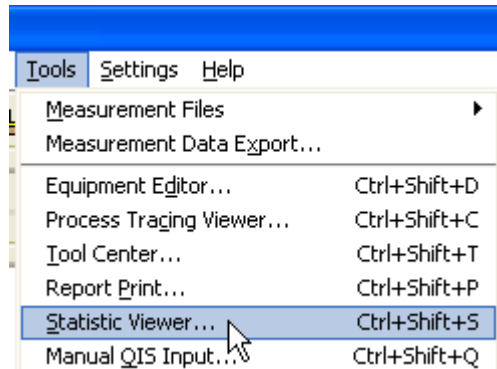 Tools Settings Help
Measurement Files
Measurement Data Export...
Equipment Editor... Ctrl+Shift+D
Process Tracing Viewer... Ctrl+Shift+C
Tool Center... Ctrl+Shift+T
Report Print... Ctrl+Shift+P
Statistic Viewer... Ctrl+Shift+S
Manual QIS Input... Ctrl+Shift+Q